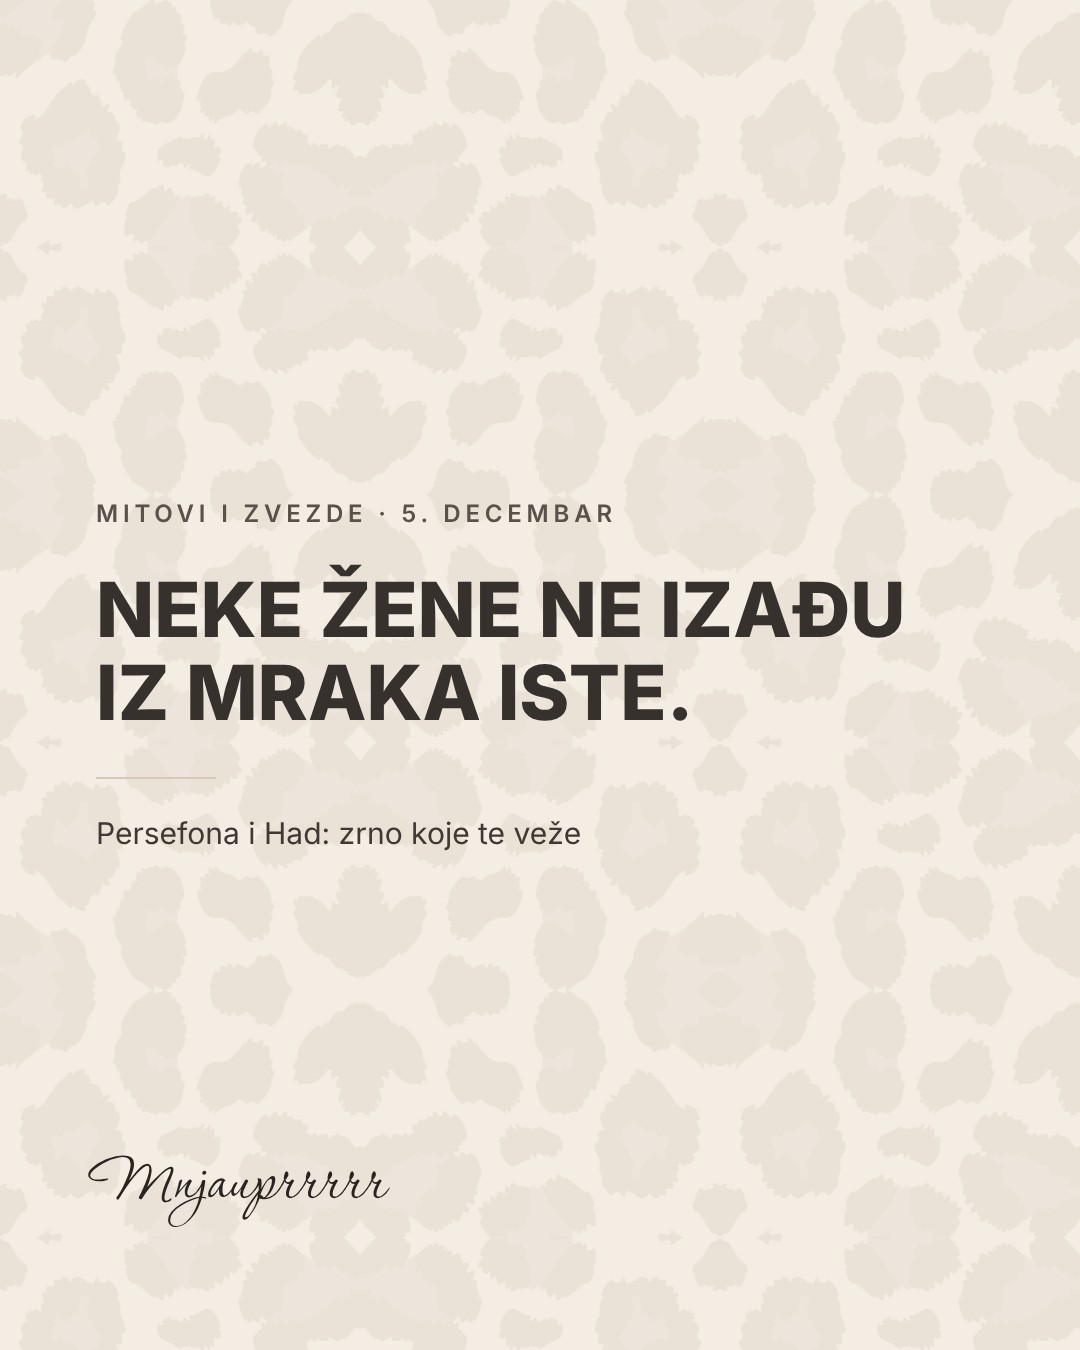 MITOVI I ZVEZDE · 5. DECEMBAR
NEKE ŽENE NE IZAĐU
IZ MRAKA ISTE.
Persefona i Had: zrno koje te veže
Mnjauprrrrr